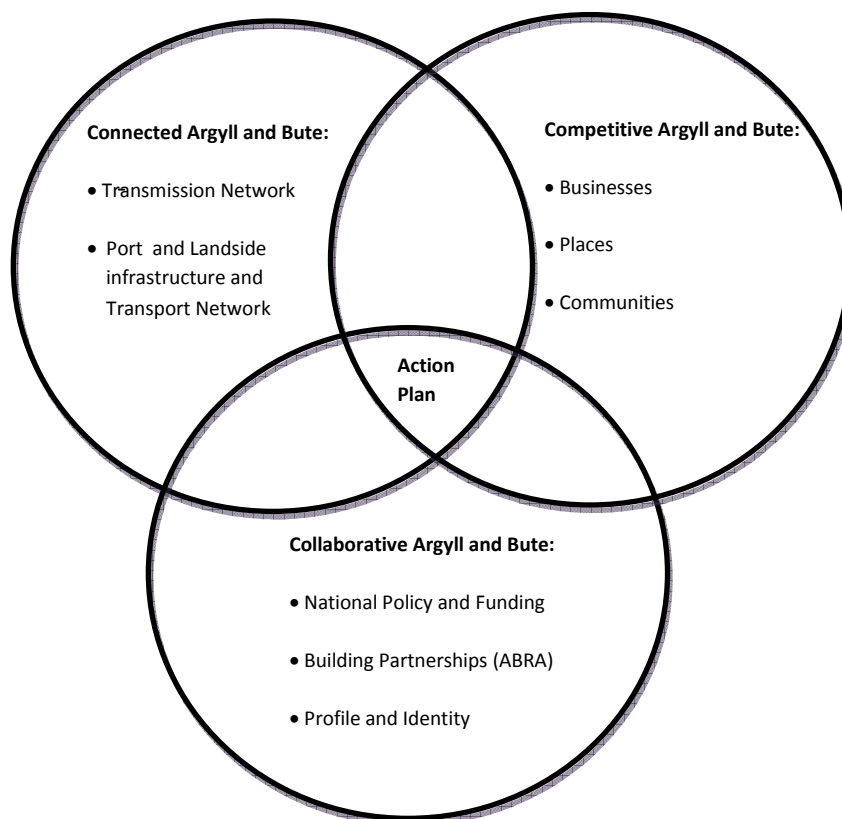 Connected Argyll and Bute:
• Transmission Network
• Port and Landside
infrastructure and
Transport Network
Competitive Argyll and Bute:
• Businesses
• Places
• Communities
Action
Plan
Collaborative Argyll and Bute:
• National Policy and Funding
• Building Partnerships (ABRA)
• Profile and Identity